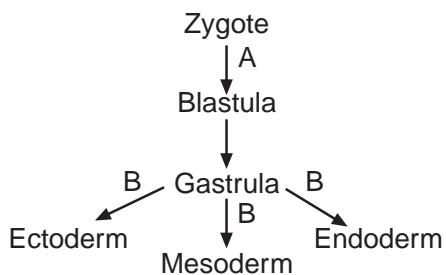 Zygote
A
Blastula
B Gastrula B
B
Ectoderm Endoderm
Mesoderm